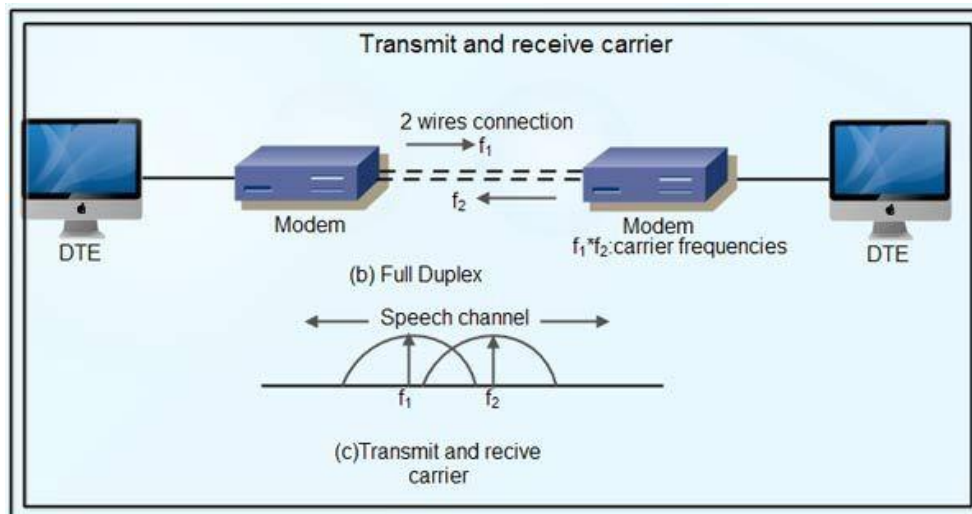 Transmit and receive carrier
2 wires connection
f₁
f₂
DTE
Modem
Modem
DTE
f₁*f₂:carrier frequencies
(b) Full Duplex
Speech channel
f₁
f₂
(c)Transmit and recive
carrier